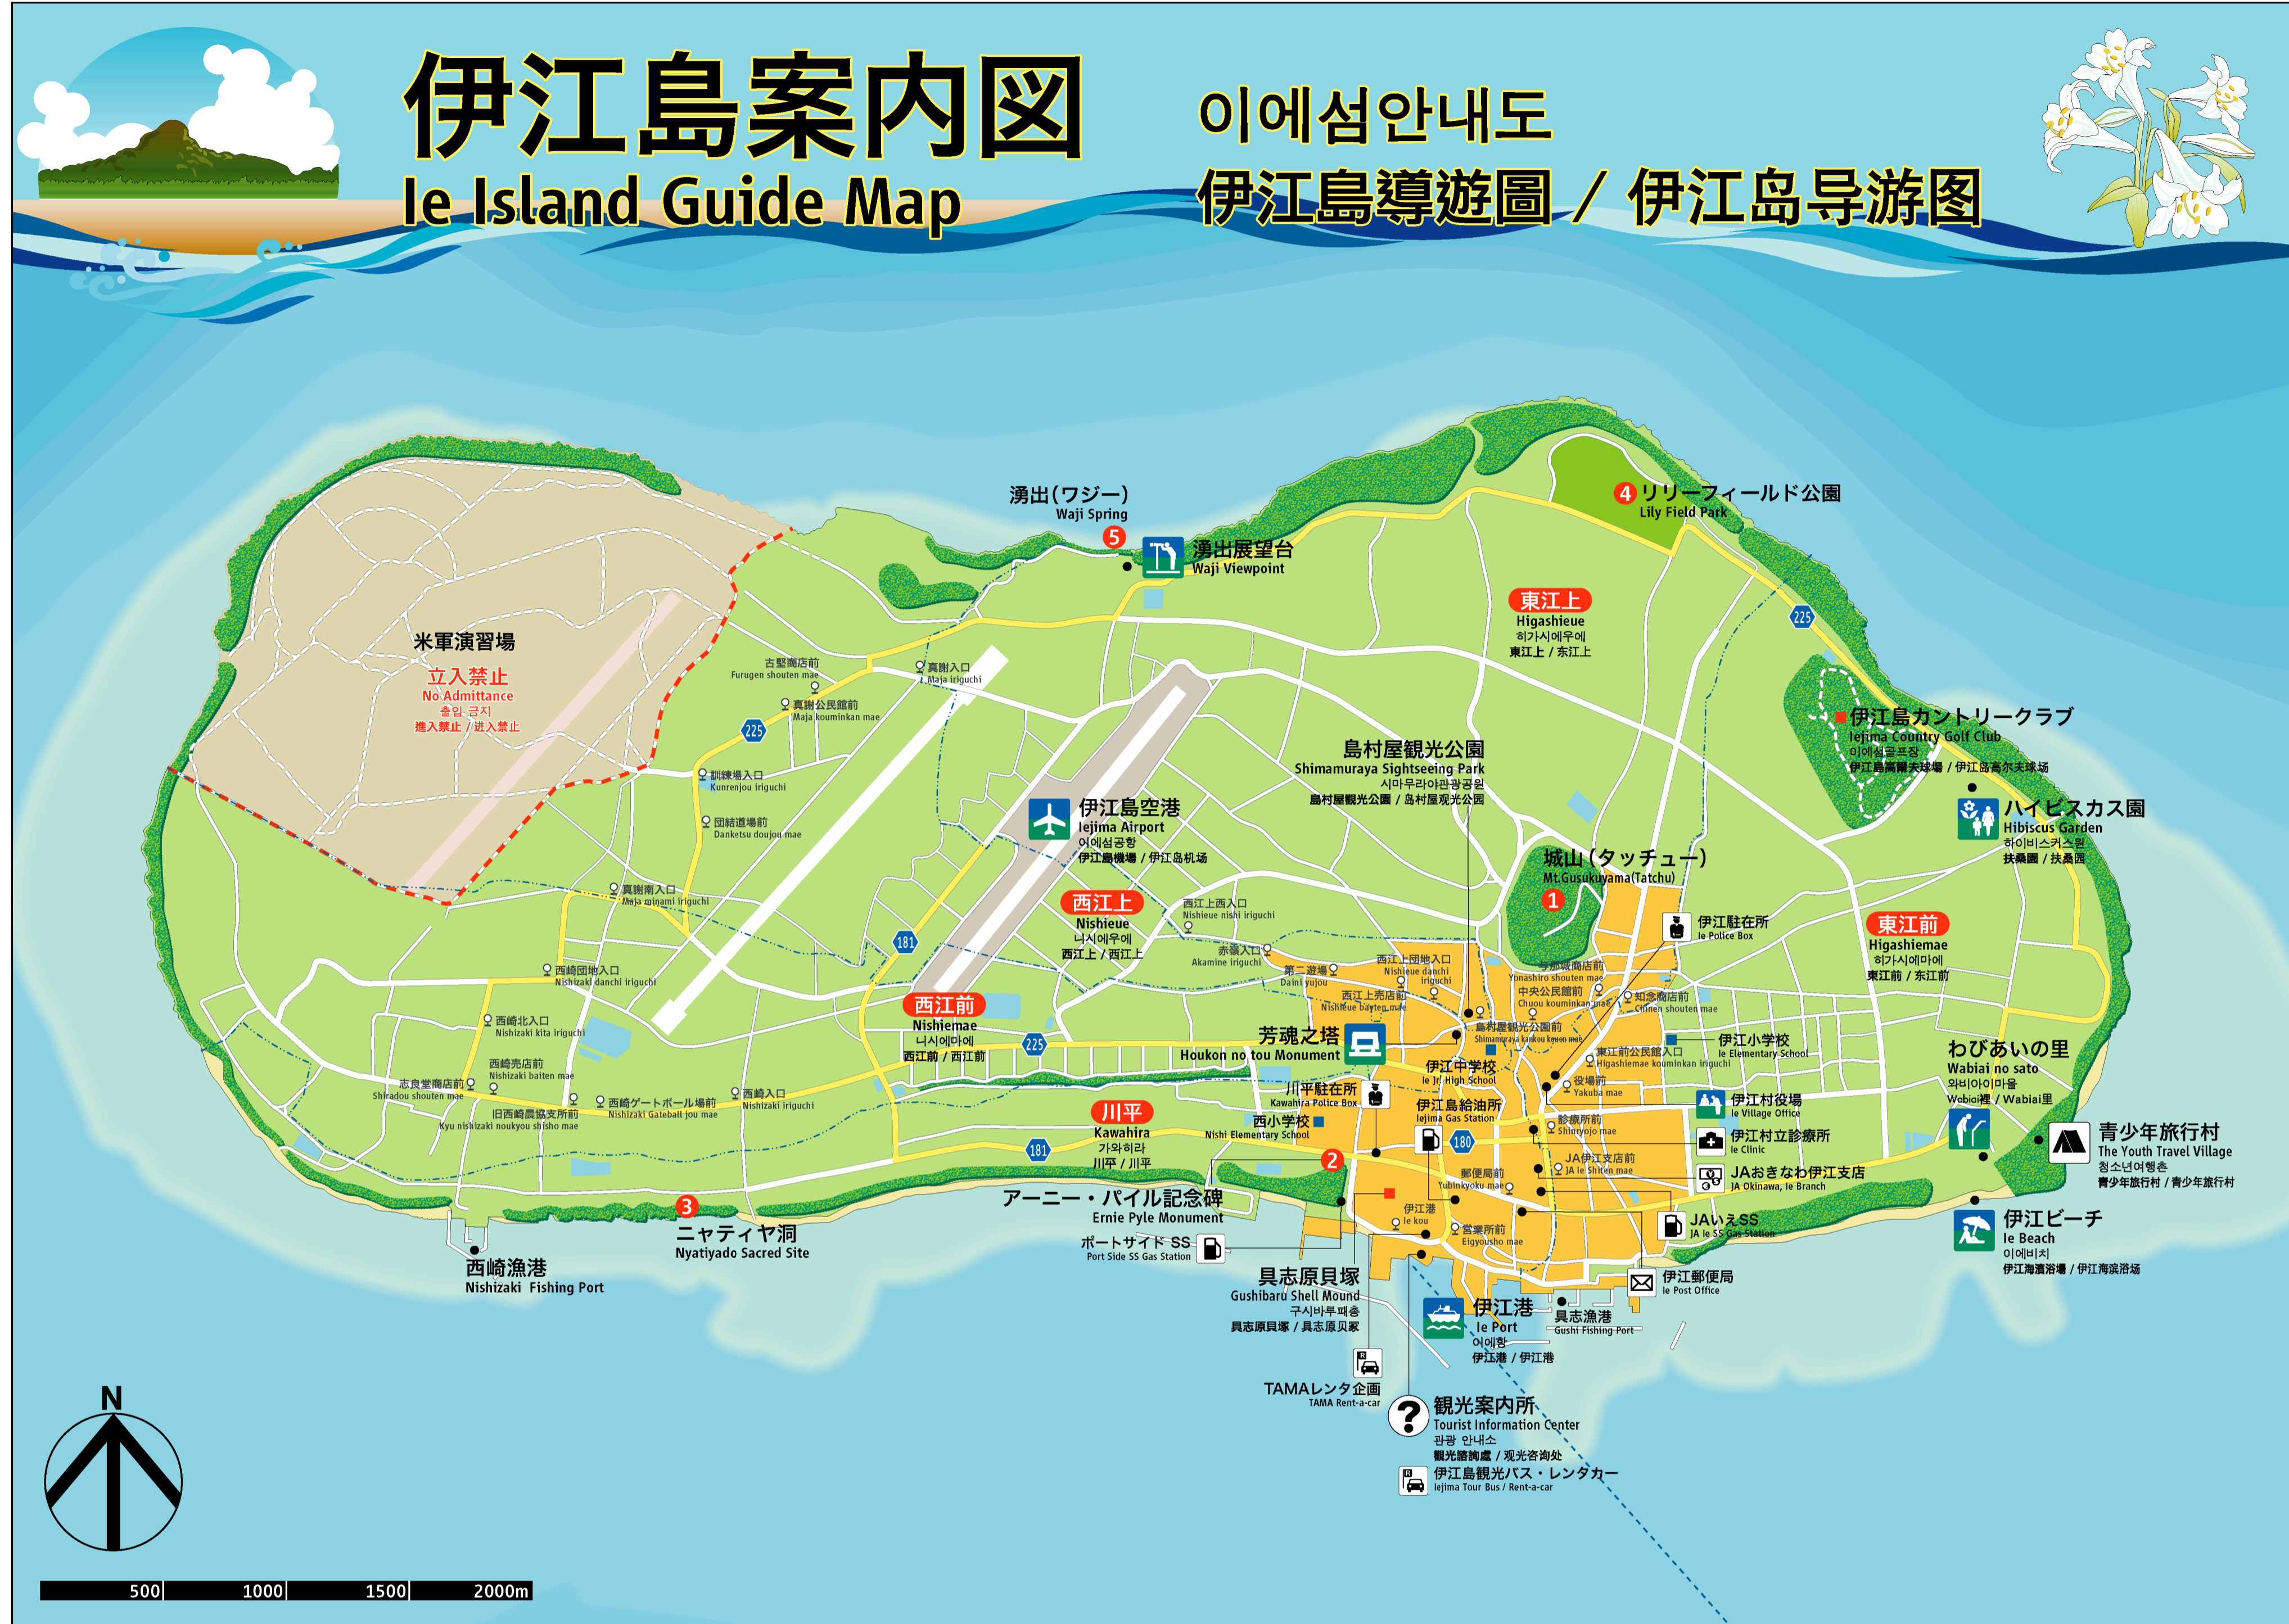 伊江島案内図
Ie Island Guide Map
이에섬안내도
伊江島導遊圖 / 伊江岛导游图
湧出（ワジー）
Waji Spring
5
湧出展望台
Waji Viewpoint
4 リリーフィールド公園
Lily Field Park
東江上
Higashieue
히가시에우에
東江上 / 东江上
225
米軍演習場
立入禁止
No Admittance
출입 금지
進入禁止 / 进入禁止
古堅商店前
Furugen shouten mae
真謝入口
Maja iriguchi
真謝公民館前
Maja kouminkan mae
225
訓練場入口
Kunrenjou iriguchi
団結道場前
Danketsu doujou mae
伊江島カントリークラブ
Iejima Country Golf Club
이에섬골프장
伊江島高爾夫球場 / 伊江岛高尔夫球场
島村屋観光公園
Shimamuraya Sightseeing Park
시마무라야관광공원
島村屋観光公園 / 岛村屋观光公园
伊江島空港
Iejima Airport
이에섬공항
伊江島機場 / 伊江岛机场
ハイビスカス園
Hibiscus Garden
하이비스커스원
扶桑園 / 扶桑园
城山（タッチュー）
Mt.Gusukuyama(Tatchu)
1
真謝南入口
Maja minami iriguchi
西江上
Nishieue
니시에우에
西江上 / 西江上
西江上西入口
Nishieue nishi iriguchi
伊江駐在所
Ie Police Box
東江前
Higashiemae
히가시에마에
東江前 / 东江前
181
赤嶺入口
Akamine iriguchi
第二遊場
Daini yujou
西江上団地入口
Nishieue danchi
iriguchi
西江上売店前
Nishieue bayten mae
与那城商店前
Yonashiro shouten mae
中央公民館前
Chuou kouminkan mae
知念商店前
Chinen shouten mae
西崎団地入口
Nishizaki danchi iriguchi
西崎北入口
Nishizaki kita iriguchi
西江前
Nishiemae
니시에마에
西江前 / 西江前
225
芳魂之塔
Houkon no tou Monument
島村屋観光公園前
Shimamuraya kankou kouen mae
伊江小学校
Ie Elementary School
東江前公民館入口
Higashiemae kouminkan iriguchi
伊江中学校
Ie Jr. High School
わびあいの里
Wabiai no sato
와비아이마을
Wabiai裡 / Wabiai里
西崎売店前
Nishizaki baiten mae
志良堂商店前
Shiradou shouten mae
旧西崎農協支所前
Kyu nishizaki noukyou shisho mae
西崎ゲートボール場前
Nishizaki Gateball jou mae
西崎入口
Nishizaki iriguchi
川平駐在所
Kawahira Police Box
役場前
Yakuba mae
伊江村役場
Ie Village Office
川平
Kawahira
가와히라
川平 / 川平
西小学校
Nishi Elementary School
伊江島給油所
Iejima Gas Station
180
診療所前
Shinryojo mae
伊江村立診療所
Ie Clinic
青少年旅行村
The Youth Travel Village
청소년여행촌
青少年旅行村 / 青少年旅行村
181
2
JA伊江支店前
JA Ie Shiten mae
JAおきなわ伊江支店
JA Okinawa, Ie Branch
郵便局前
Yubinkyoku mae
アーニー・パイル記念碑
Ernie Pyle Monument
3
ニャティヤ洞
Nyatiyado Sacred Site
伊江港
Ie kou
営業所前
Eigyousho mae
JAいえSS
JA Ie SS Gas Station
伊江ビーチ
Ie Beach
이에비치
伊江海濱浴場 / 伊江海滨浴场
ポートサイド SS
Port Side SS Gas Station
西崎漁港
Nishizaki Fishing Port
具志原貝塚
Gushibaru Shell Mound
구시바루패총
具志原貝塚 / 具志原贝冢
伊江郵便局
Ie Post Office
伊江港
Ie Port
이에항
伊江港 / 伊江港
具志漁港
Gushi Fishing Port
R
TAMAレンタ企画
TAMA Rent-a-car
?
観光案内所
Tourist Information Center
관광 안내소
観光諮詢處 / 观光咨询处
R
伊江島観光バス・レンタカー
Iejima Tour Bus / Rent-a-car
N
500 1000 1500 2000m